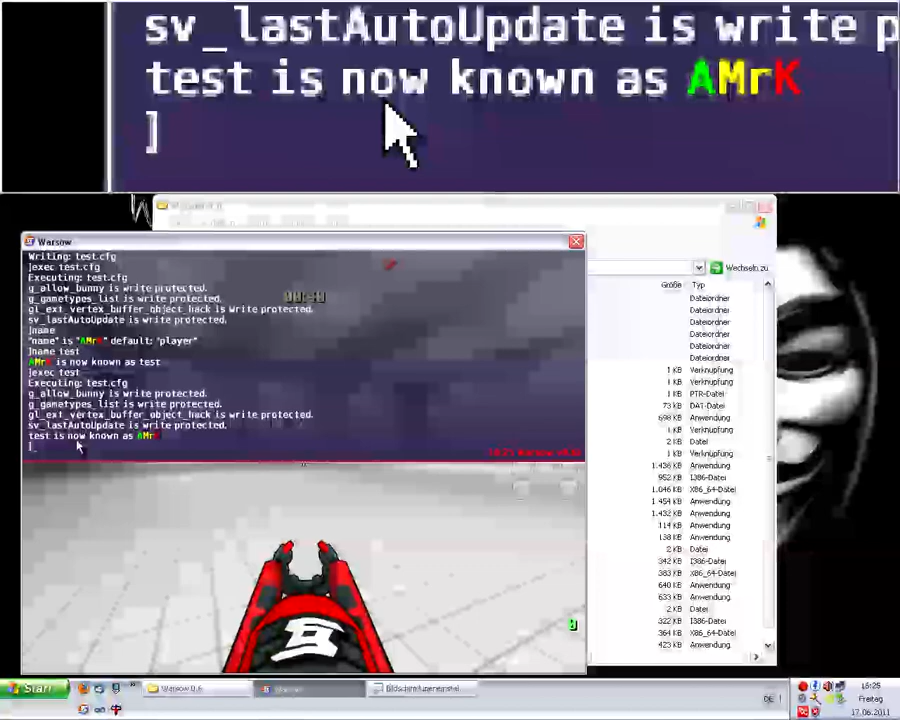 sv_lastAutoUpdate is write p
test is now known as AMrK
]
Warsow
Writing: test.cfg
]exec test.cfg
Executing: test.cfg
g_allow_bunny is write protected.
g_gametypes_list is write protected.
gl_ext_vertex_buffer_object_hack is write protected.
sv_lastAutoUpdate is write protected.
]name
"name" is "AMrK" default: "player"
]name test
AMrK is now known as test
]exec test
Executing: test.cfg
g_allow_bunny is write protected.
g_gametypes_list is write protected.
gl_ext_vertex_buffer_object_hack is write protected.
sv_lastAutoUpdate is write protected.
test is now known as AMrK
]_
Wechseln zu
Größe Typ
Dateiordner
Dateiordner
Dateiordner
Dateiordner
Dateiordner
Dateiordner
1 KB Verknüpfung
1 KB PTR-Datei
73 KB DAT-Datei
698 KB Anwendung
1 KB Verknüpfung
2 KB Datei
1 KB Verknüpfung
1.436 KB Anwendung
952 KB I386-Datei
1.046 KB X86_64-Datei
1.454 KB Anwendung
1.432 KB Anwendung
114 KB Anwendung
138 KB Anwendung
2 KB Datei
342 KB I386-Datei
383 KB X86_64-Datei
640 KB Anwendung
633 KB Anwendung
2 KB Datei
322 KB I386-Datei
364 KB X86_64-Datei
423 KB Anwendung
Start
Warsow 0.6
DE
16:25
Freitag
17.06.2011